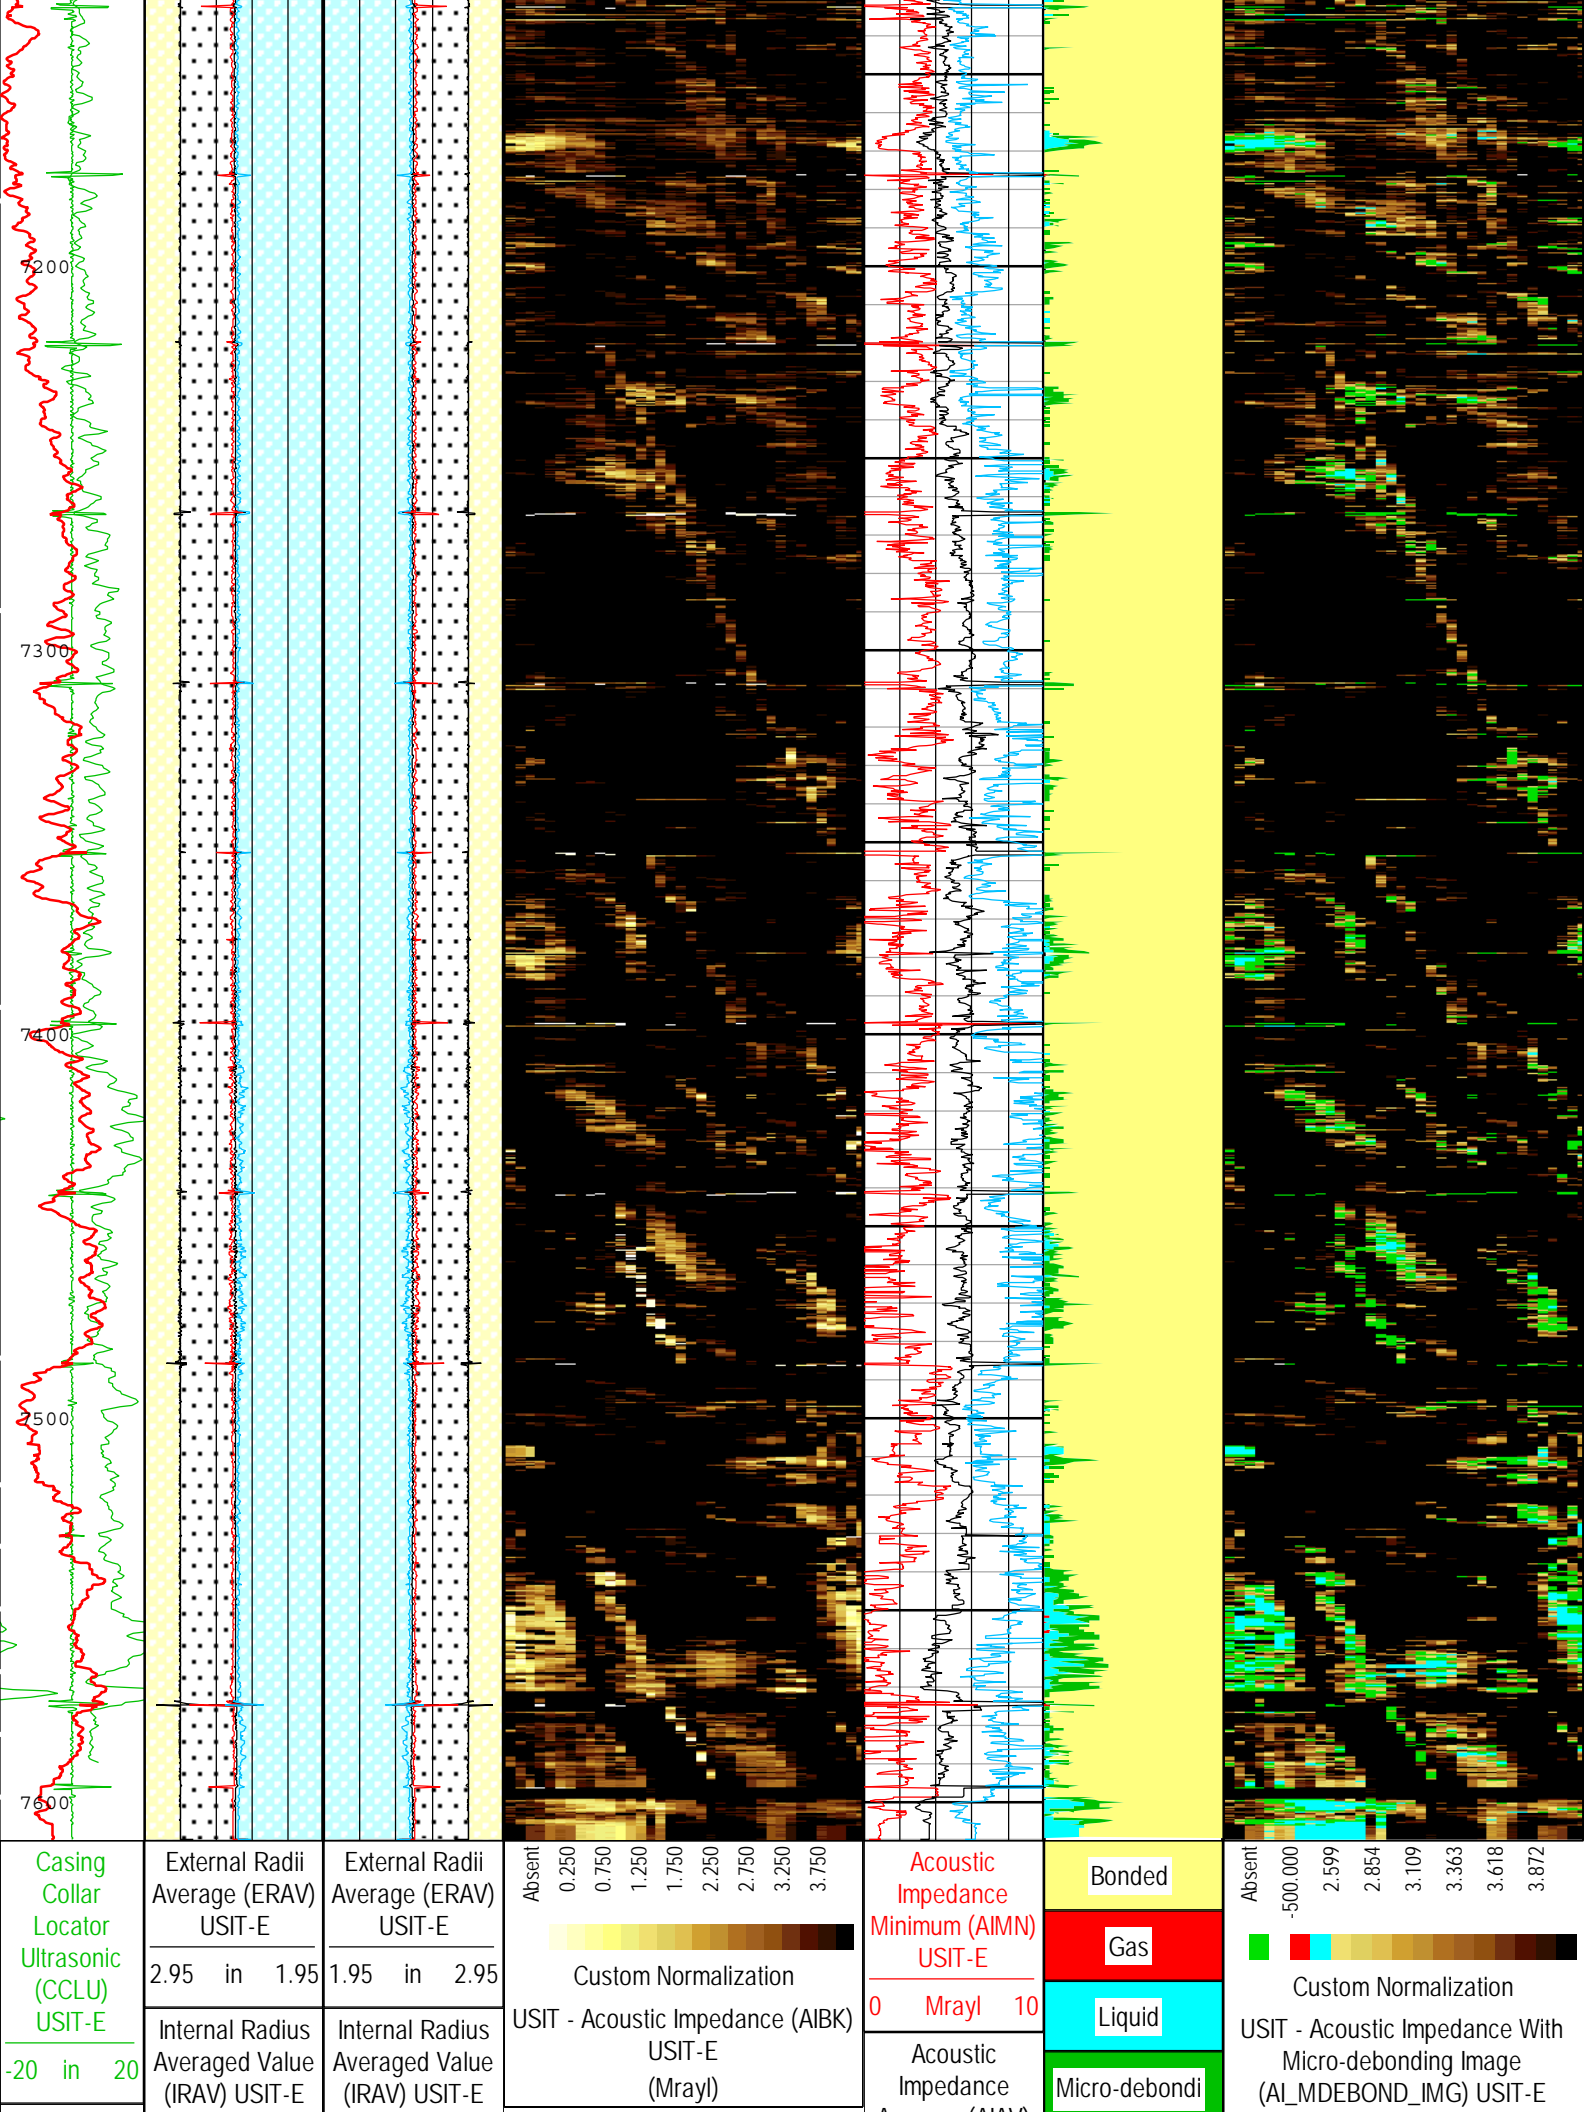 7200
7300
7400
7500
7600
Casing
Collar
Locator
Ultrasonic
(CCLU)
USIT-E
-20 in 20
External Radii
Average (ERAV)
USIT-E
2.95 in 1.95
Internal Radius
Averaged Value
(IRAV) USIT-E
External Radii
Average (ERAV)
USIT-E
1.95 in 2.95
Internal Radius
Averaged Value
(IRAV) USIT-E
Absent
0.250
0.750
1.250
1.750
2.250
2.750
3.250
3.750
Custom Normalization
USIT - Acoustic Impedance (AIBK)
USIT-E
(Mrayl)
Acoustic
Impedance
Minimum (AIMN)
USIT-E
0 Mrayl 10
Acoustic
Impedance
Bonded
Gas
Liquid
Micro-debondi
Absent
-500.000
2.599
2.854
3.109
3.363
3.618
3.872
Custom Normalization
USIT - Acoustic Impedance With
Micro-debonding Image
(AI_MDEBOND_IMG) USIT-E